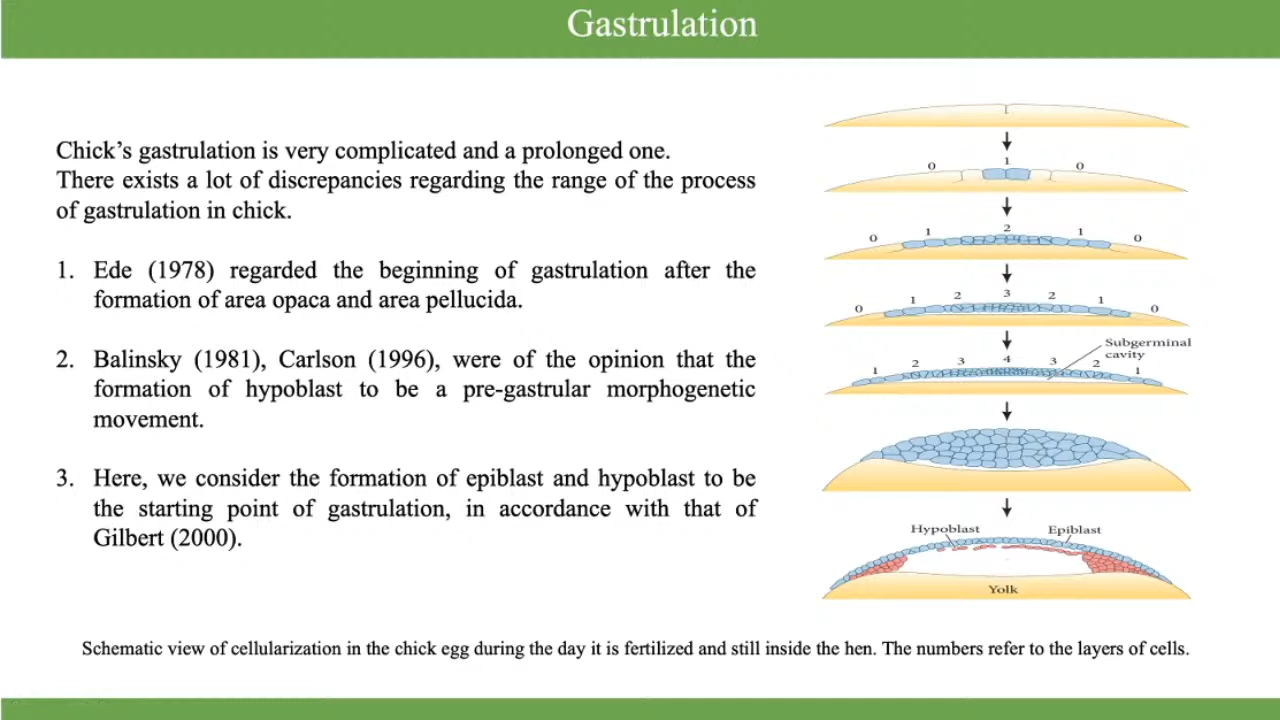 Gastrulation
Chick's gastrulation is very complicated and a prolonged one.
There exists a lot of discrepancies regarding the range of the process
of gastrulation in chick.
1. Ede (1978) regarded the beginning of gastrulation after the
formation of area opaca and area pellucida.
2. Balinsky (1981), Carlson (1996), were of the opinion that the
formation of hypoblast to be a pre-gastrular morphogenetic
movement.
3. Here, we consider the formation of epiblast and hypoblast to be
the starting point of gastrulation, in accordance with that of
Gilbert (2000).
0 1 0
0 1 2 1 0
0 1 2 3 2 1 0
Subgerminal
cavity
1 2 3 4 3 2 1
Hypoblast Epiblast
Yolk
Schematic view of cellularization in the chick egg during the day it is fertilized and still inside the hen. The numbers refer to the layers of cells.